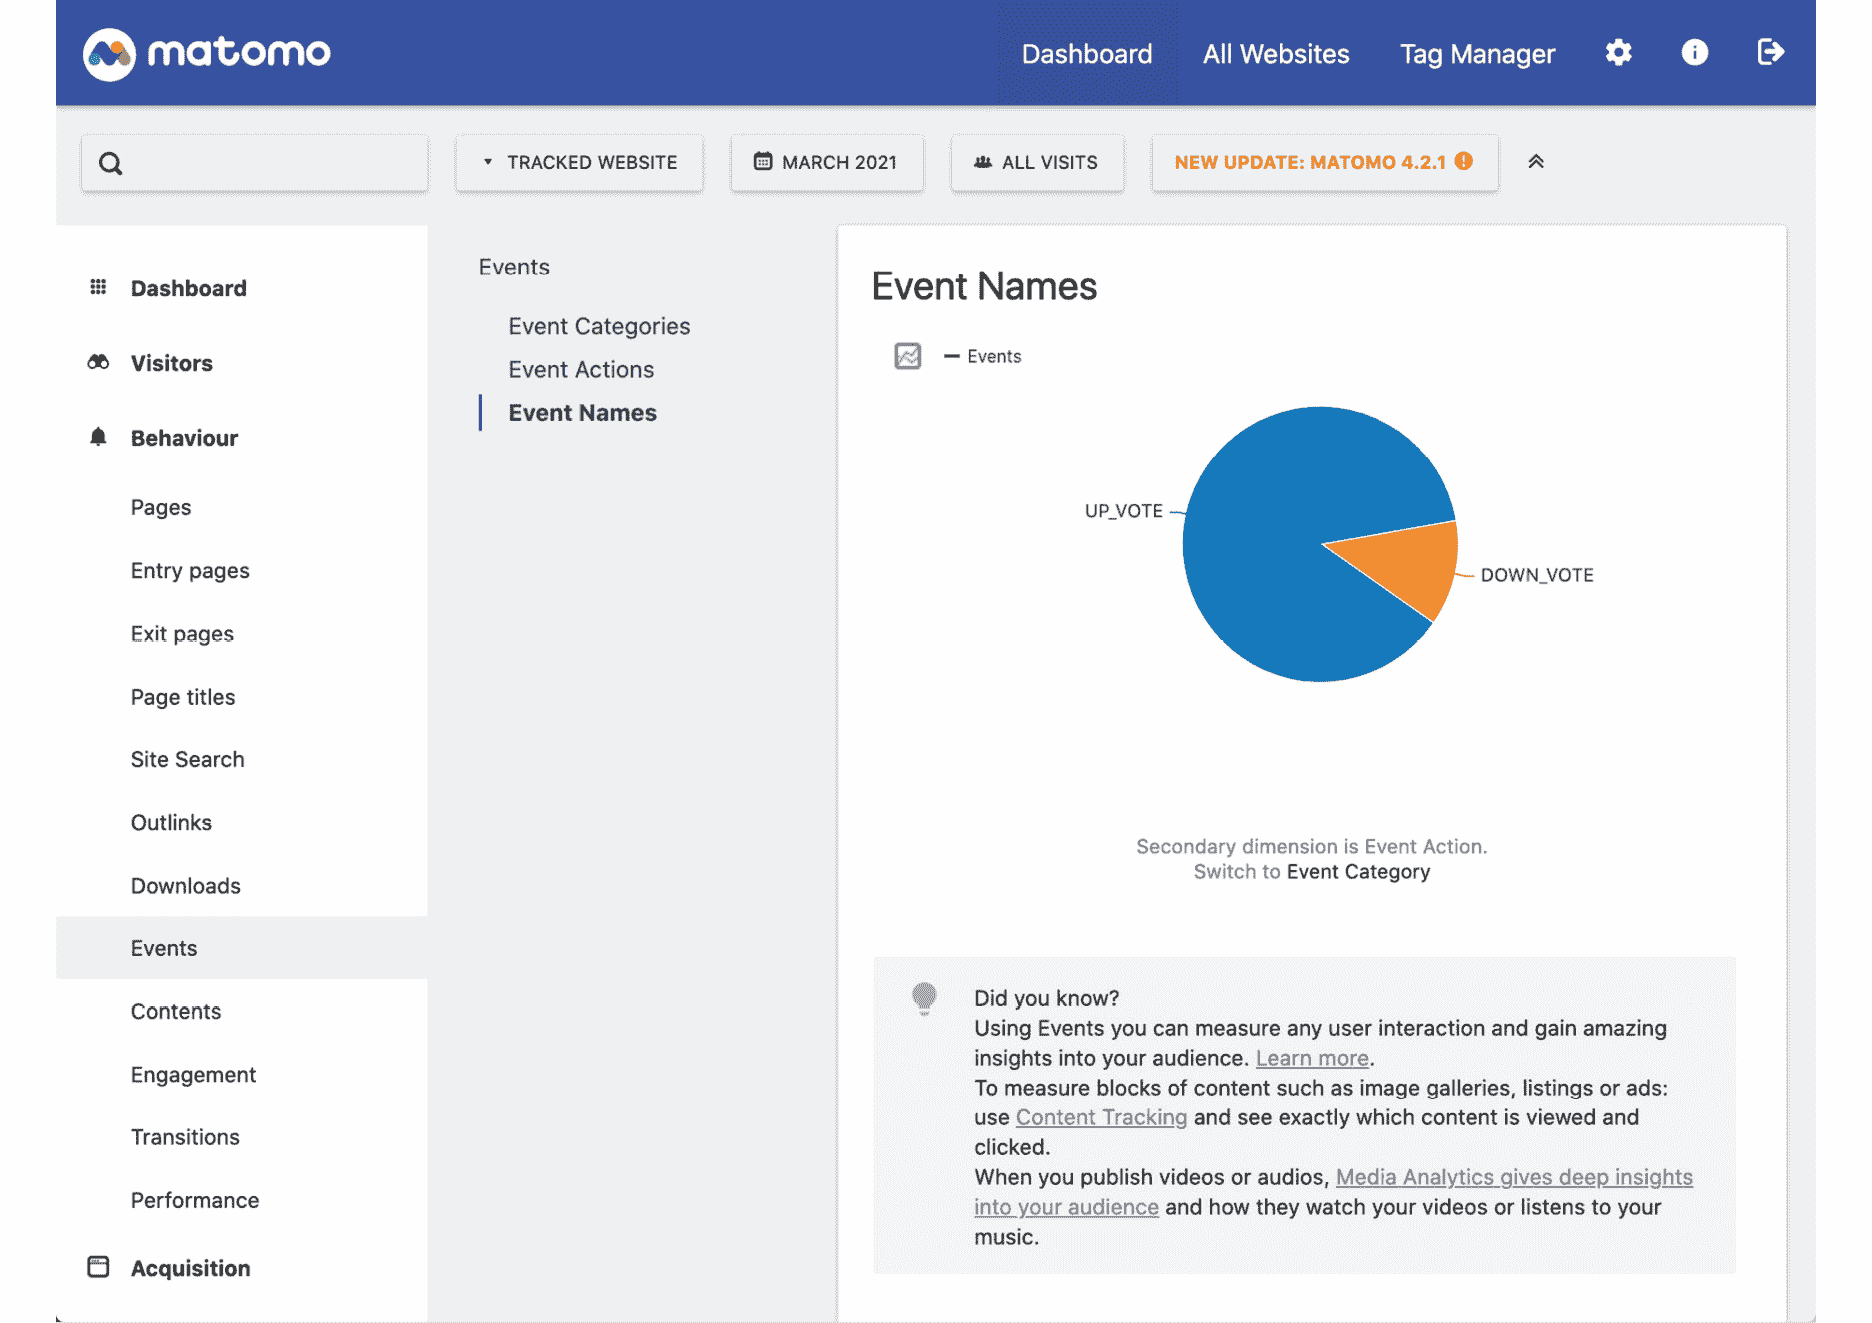 matomo
Dashboard
All Websites
Tag Manager
TRACKED WEBSITE
MARCH 2021
ALL VISITS
NEW UPDATE: MATOMO 4.2.1
Dashboard
Visitors
Behaviour
Pages
Entry pages
Exit pages
Page titles
Site Search
Outlinks
Downloads
Events
Contents
Engagement
Transitions
Performance
Acquisition
Events
Event Categories
Event Actions
Event Names
Event Names
Events
UP_VOTE
DOWN_VOTE
Secondary dimension is Event Action.
Switch to Event Category
Did you know?
Using Events you can measure any user interaction and gain amazing
insights into your audience. Learn more.
To measure blocks of content such as image galleries, listings or ads:
use Content Tracking and see exactly which content is viewed and
clicked.
When you publish videos or audios, Media Analytics gives deep insights
into your audience and how they watch your videos or listens to your
music.